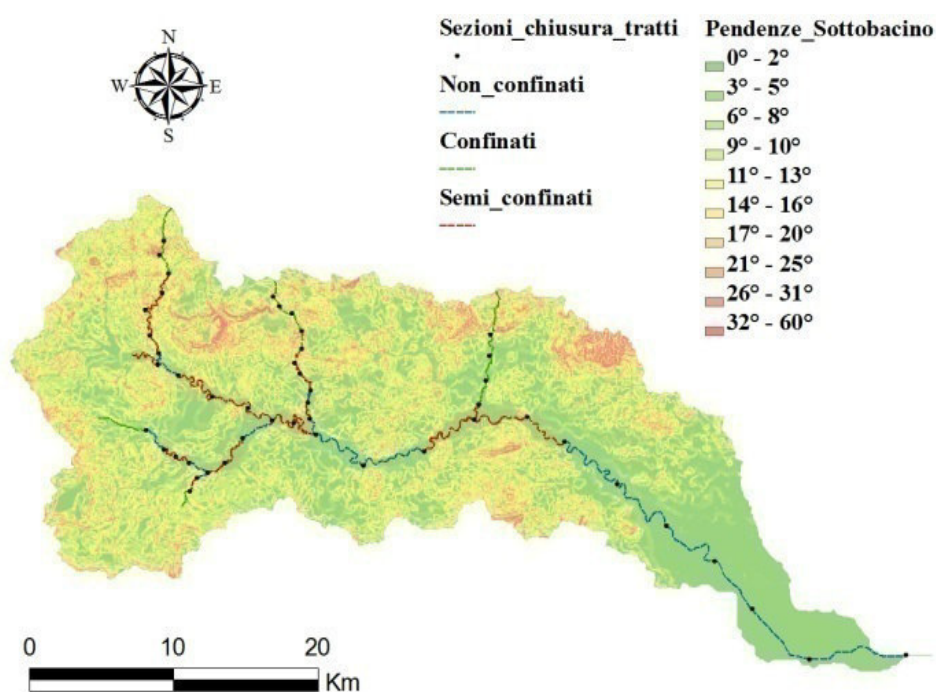 N
W E
S
Sezioni_chiusura_tratti
Non_confinati
Confinati
Semi_confinati
Pendenze_Sottobacino
0° - 2°
3° - 5°
6° - 8°
9° - 10°
11° - 13°
14° - 16°
17° - 20°
21° - 25°
26° - 31°
32° - 60°
0 10 20
Km